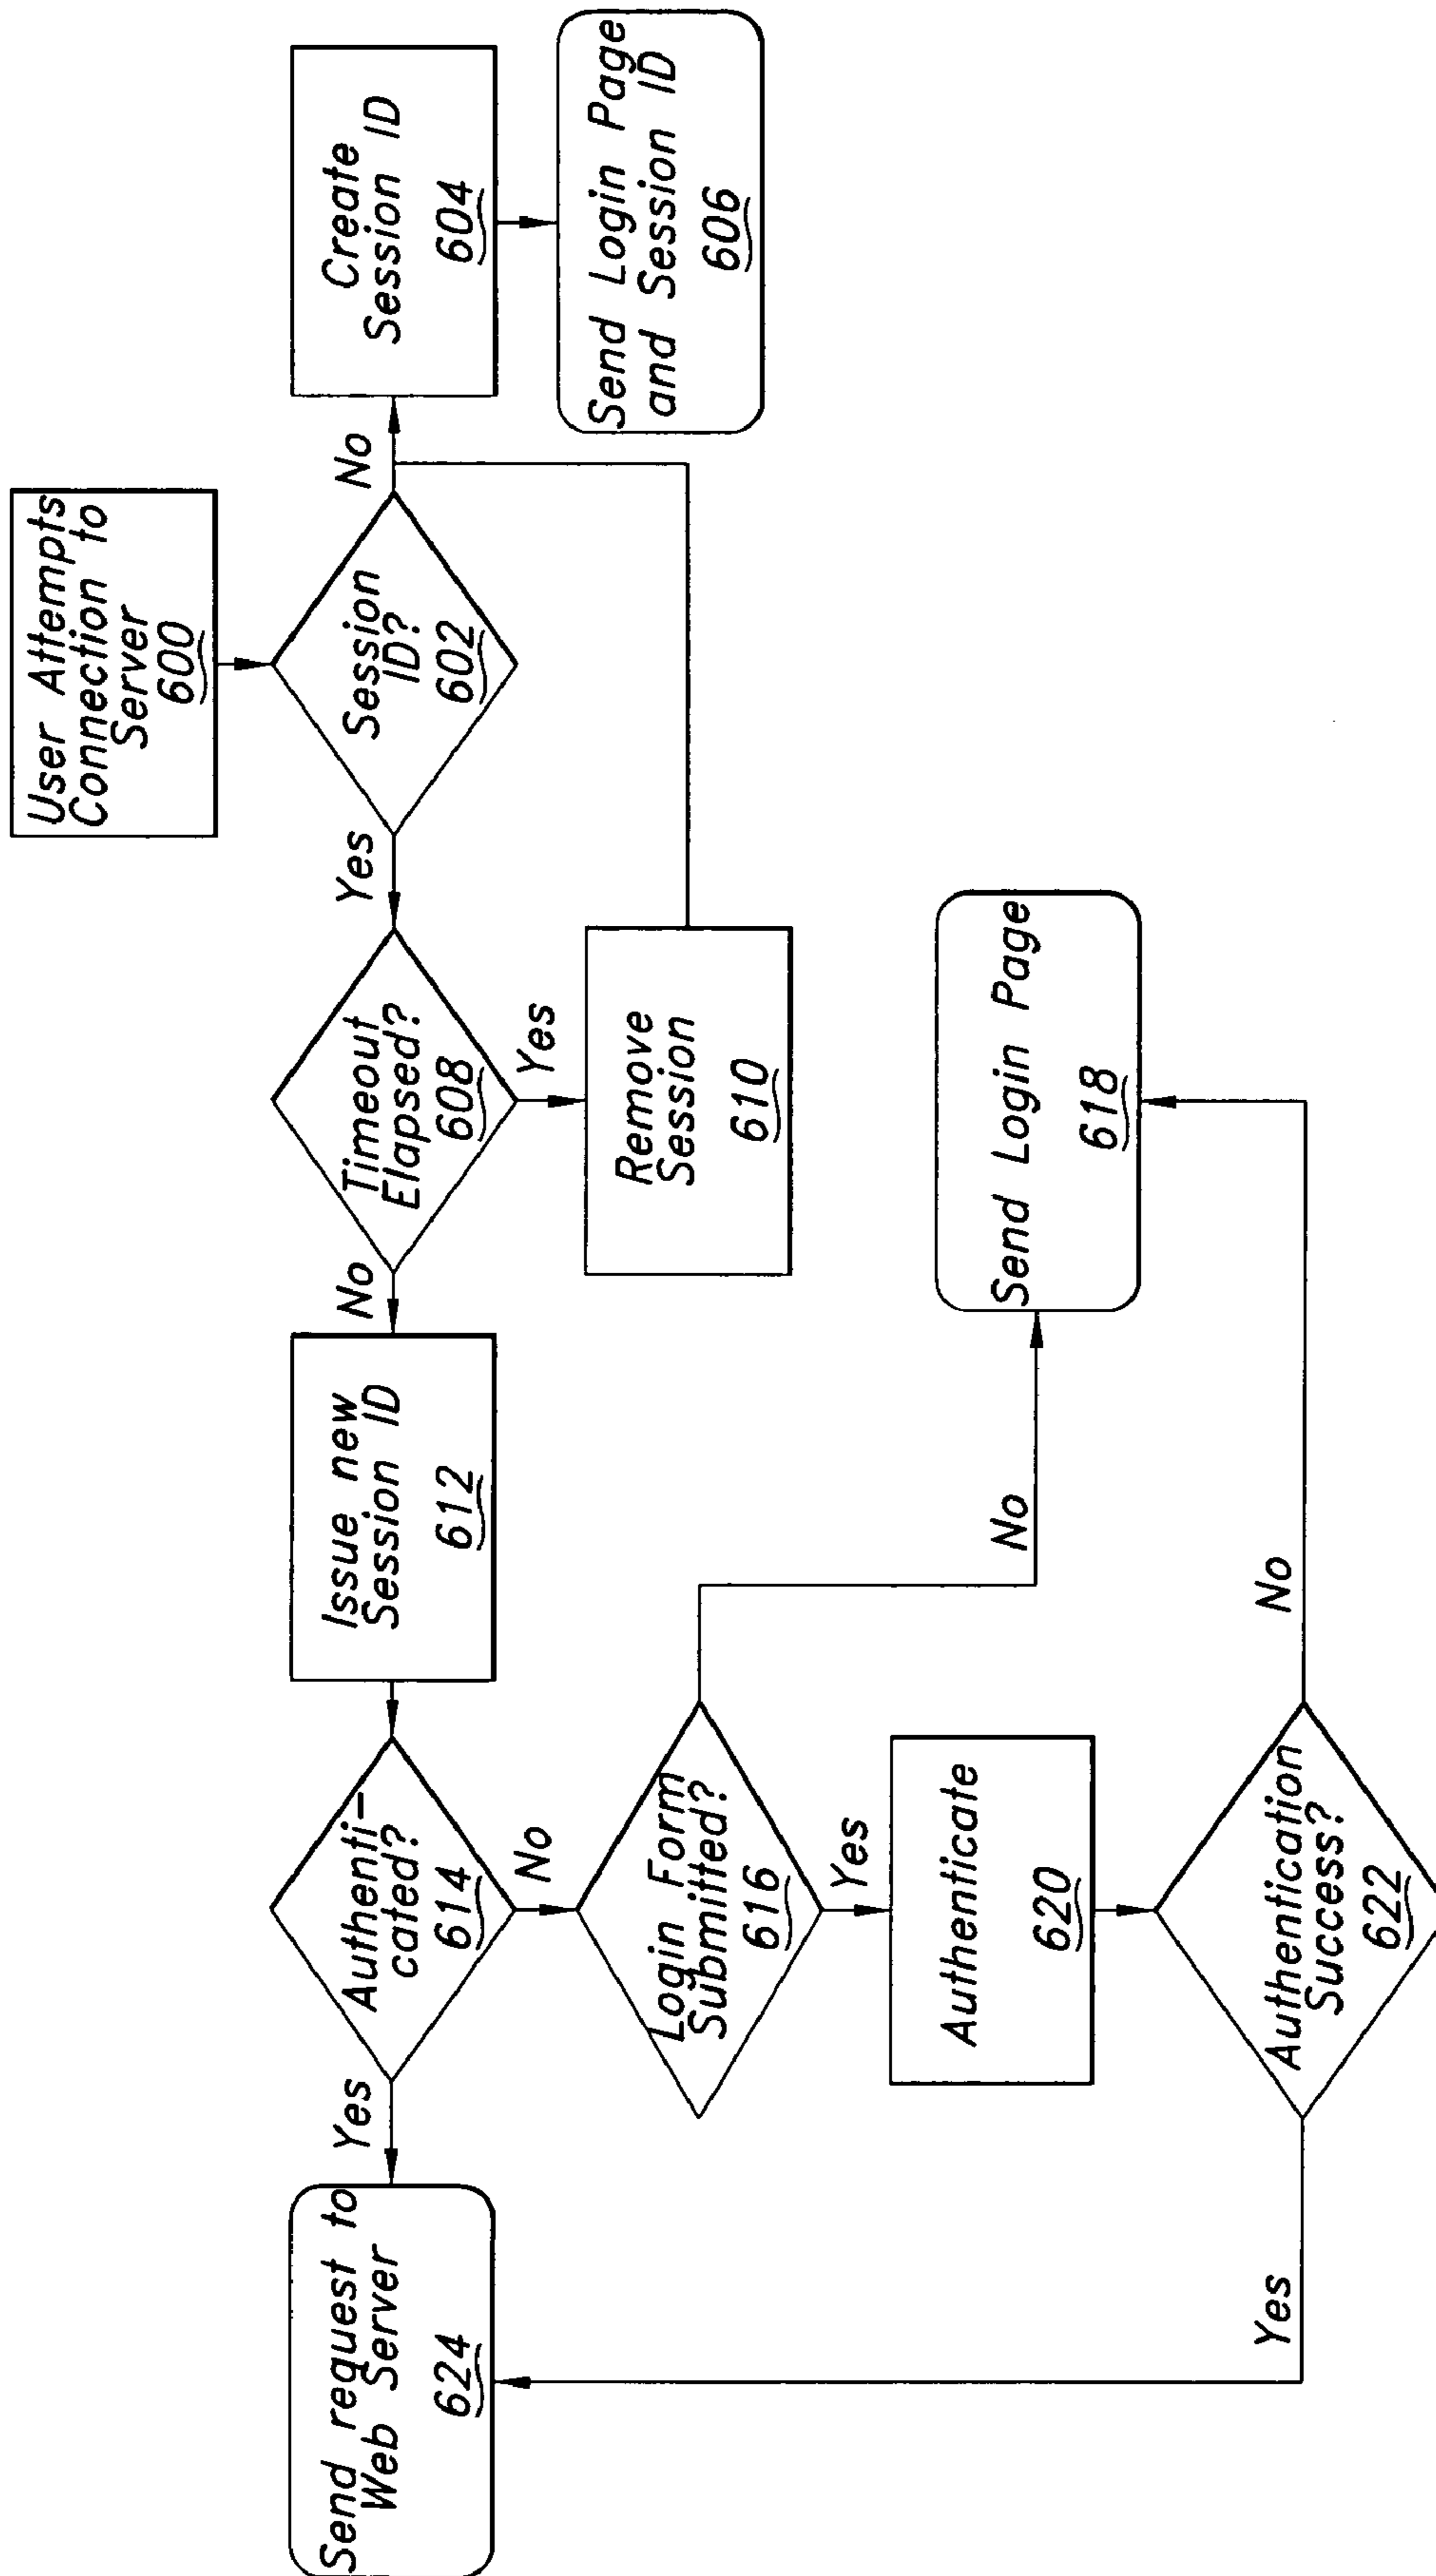 User Attempts
Connection to
Server
600
Session
ID?
602
No
Create
Session ID
604
Send Login Page
and Session ID
606
Yes
Timeout
Elapsed?
608
Yes
Remove
Session
610
No
Issue new
Session ID
612
Authenti-
cated?
614
Yes
Send request to
Web Server
624
No
Login Form
Submitted?
616
No
Send Login Page
618
Yes
Authenticate
620
Authentication
Success?
622
No
Yes